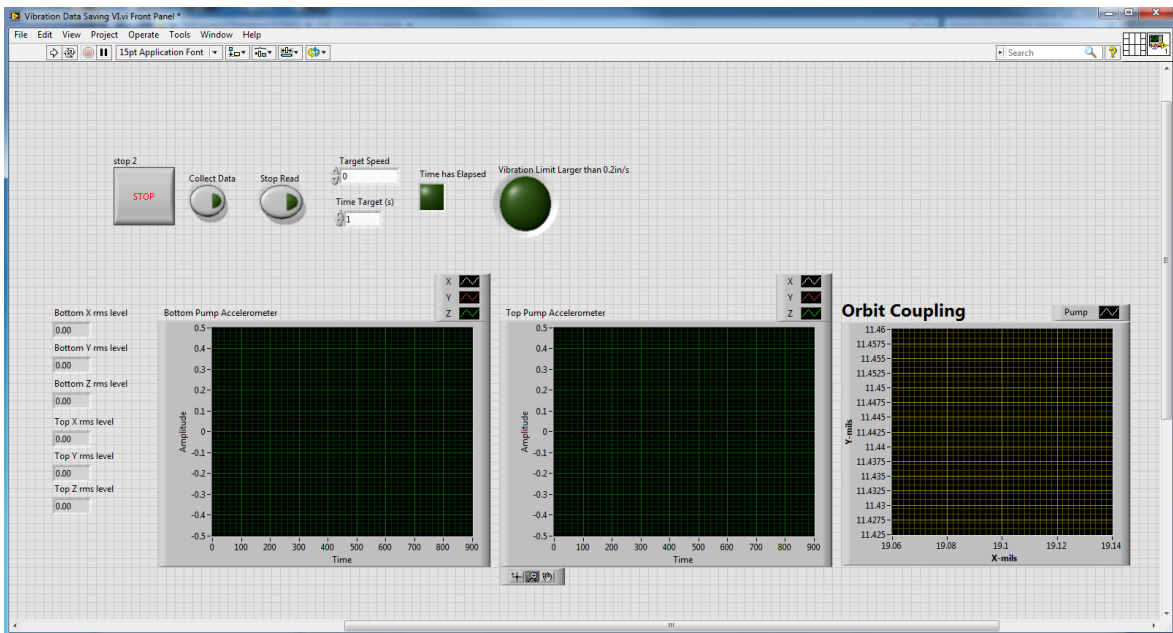 Vibration Data Saving VI.vi Front Panel *
File Edit View Project Operate Tools Window Help
15pt Application Font
Search
?
1
stop 2
STOP
Collect Data
Stop Read
Target Speed
0
Time Target (s)
1
Time has Elapsed
Vibration Limit Larger than 0.2in/s
Bottom X rms level
0.00
Bottom Y rms level
0.00
Bottom Z rms level
0.00
Top X rms level
0.00
Top Y rms level
0.00
Top Z rms level
0.00
Bottom Pump Accelerometer
X
Y
Z
Amplitude
0.5
0.4
0.3
0.2
0.1
0
-0.1
-0.2
-0.3
-0.4
-0.5
0 100 200 300 400 500 600 700 800 900
Time
Top Pump Accelerometer
X
Y
Z
Amplitude
0.5
0.4
0.3
0.2
0.1
0
-0.1
-0.2
-0.3
-0.4
-0.5
0 100 200 300 400 500 600 700 800 900
Time
Orbit Coupling
Pump
Y-mils
11.46
11.4575
11.455
11.4525
11.45
11.4475
11.445
11.4425
11.44
11.4375
11.435
11.4325
11.43
11.4275
11.425
19.06 19.08 19.1 19.12 19.14
X-mils